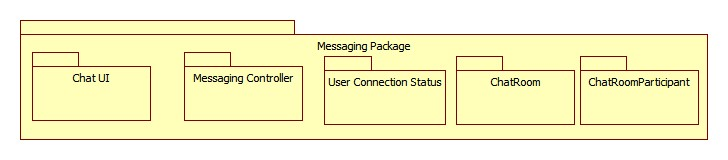 Messaging Package
Chat UI
Messaging Controller
User Connection Status
ChatRoom
ChatRoomParticipant